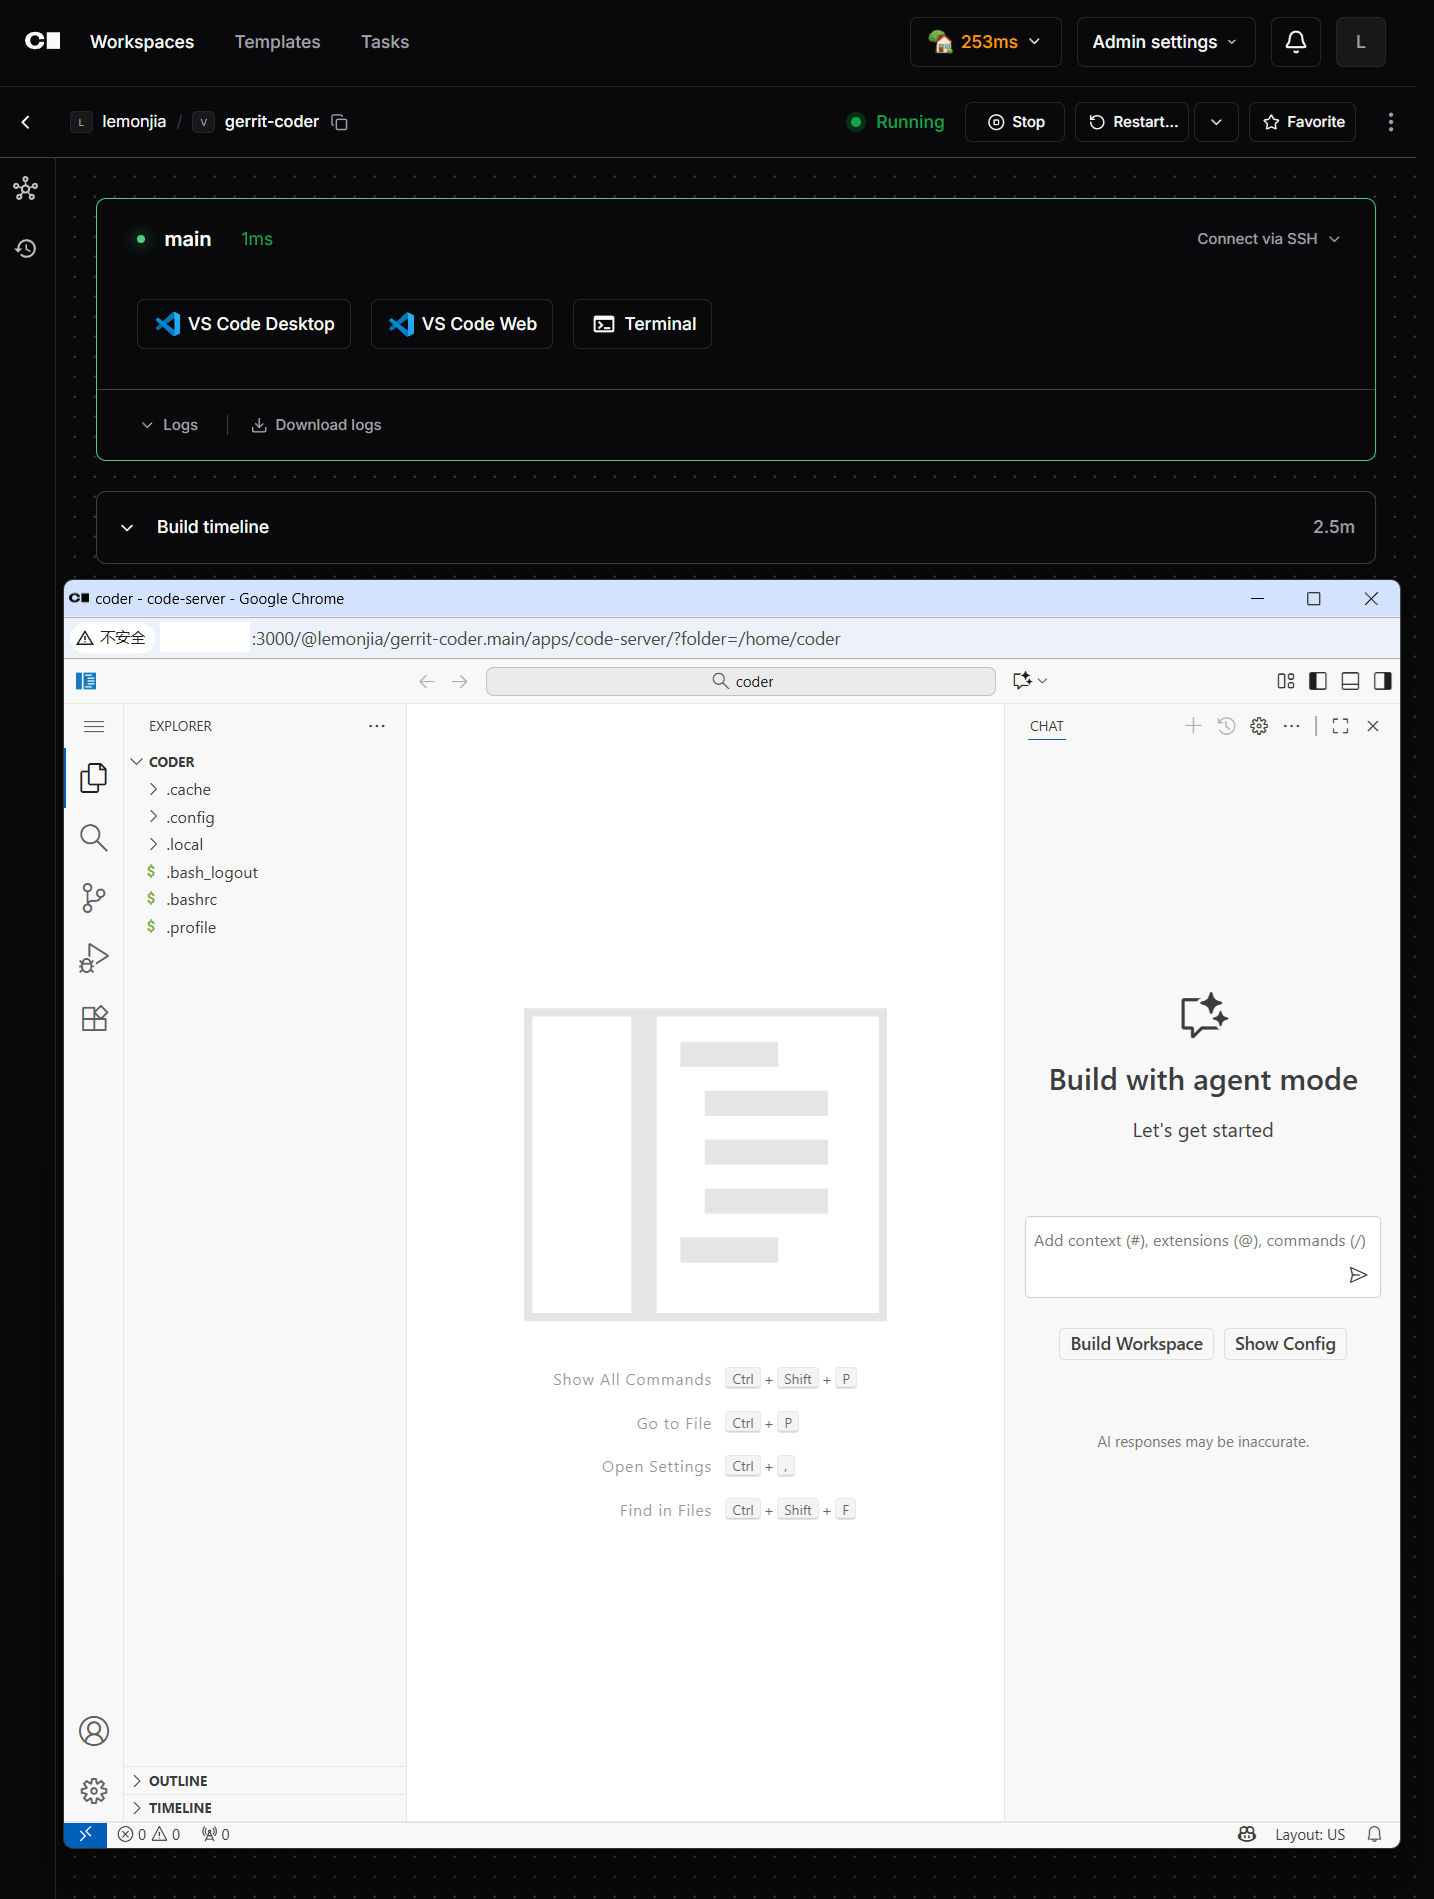 Workspaces Templates Tasks 253ms Admin settings L
L lemonjia / V gerrit-coder Running Stop Restart... Favorite
main 1ms Connect via SSH
VS Code Desktop VS Code Web Terminal
Logs Download logs
Build timeline 2.5m
coder - code-server - Google Chrome
不安全 :3000/@lemonjia/gerrit-coder.main/apps/code-server/?folder=/home/coder
coder
EXPLORER
CODER
.cache
.config
.local
.bash_logout
.bashrc
.profile
OUTLINE
TIMELINE
Show All Commands Ctrl + Shift + P
Go to File Ctrl + P
Open Settings Ctrl + ,
Find in Files Ctrl + Shift + F
CHAT
Build with agent mode
Let's get started
Add context (#), extensions (@), commands (/)
Build Workspace Show Config
AI responses may be inaccurate.
0 0 0 Layout: US